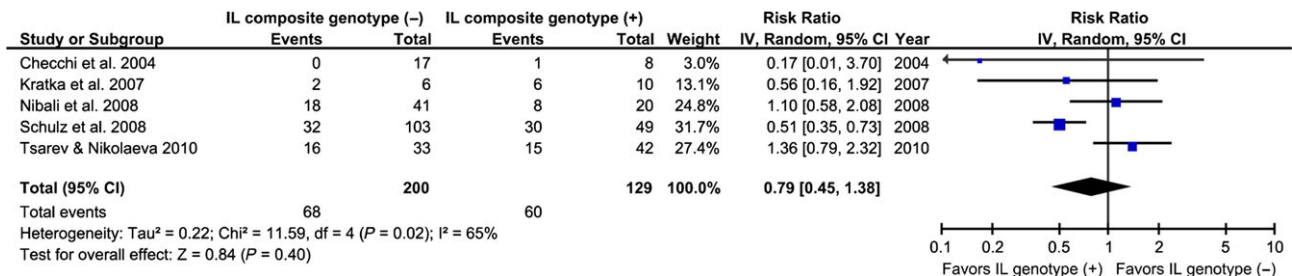 IL composite genotype (–) IL composite genotype (+) Risk Ratio Risk Ratio
Study or Subgroup Events Total Events Total Weight IV, Random, 95% CI Year IV, Random, 95% CI
Checchi et al. 2004 0 17 1 8 3.0% 0.17 [0.01, 3.70] 2004
Kratka et al. 2007 2 6 6 10 13.1% 0.56 [0.16, 1.92] 2007
Nibali et al. 2008 18 41 8 20 24.8% 1.10 [0.58, 2.08] 2008
Schulz et al. 2008 32 103 30 49 31.7% 0.51 [0.35, 0.73] 2008
Tsarev & Nikolaeva 2010 16 33 15 42 27.4% 1.36 [0.79, 2.32] 2010
Total (95% CI) 200 129 100.0% 0.79 [0.45, 1.38]
Total events 68 60
Heterogeneity: Tau² = 0.22; Chi² = 11.59, df = 4 (P = 0.02); I² = 65%
Test for overall effect: Z = 0.84 (P = 0.40)
0.1 0.2 0.5 1 2 5 10
Favors IL genotype (+) Favors IL genotype (–)